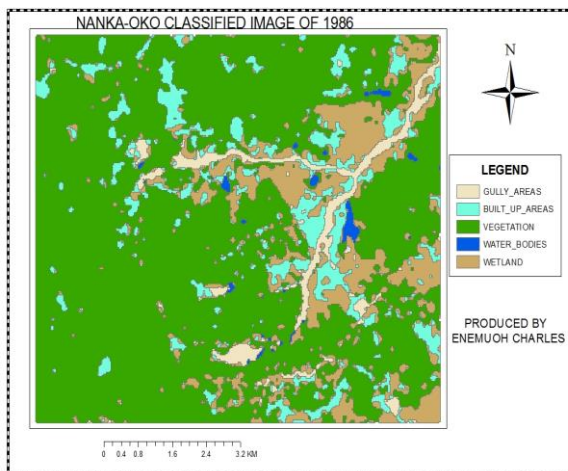 NANKA-OKO CLASSIFIED IMAGE OF 1986
N
LEGEND
GULLY_AREAS
BUILT_UP_AREAS
VEGETATION
WATER_BODIES
WETLAND
PRODUCED BY
ENEMUOH CHARLES
0 0.4 0.8 1.6 2.4 3.2 KM